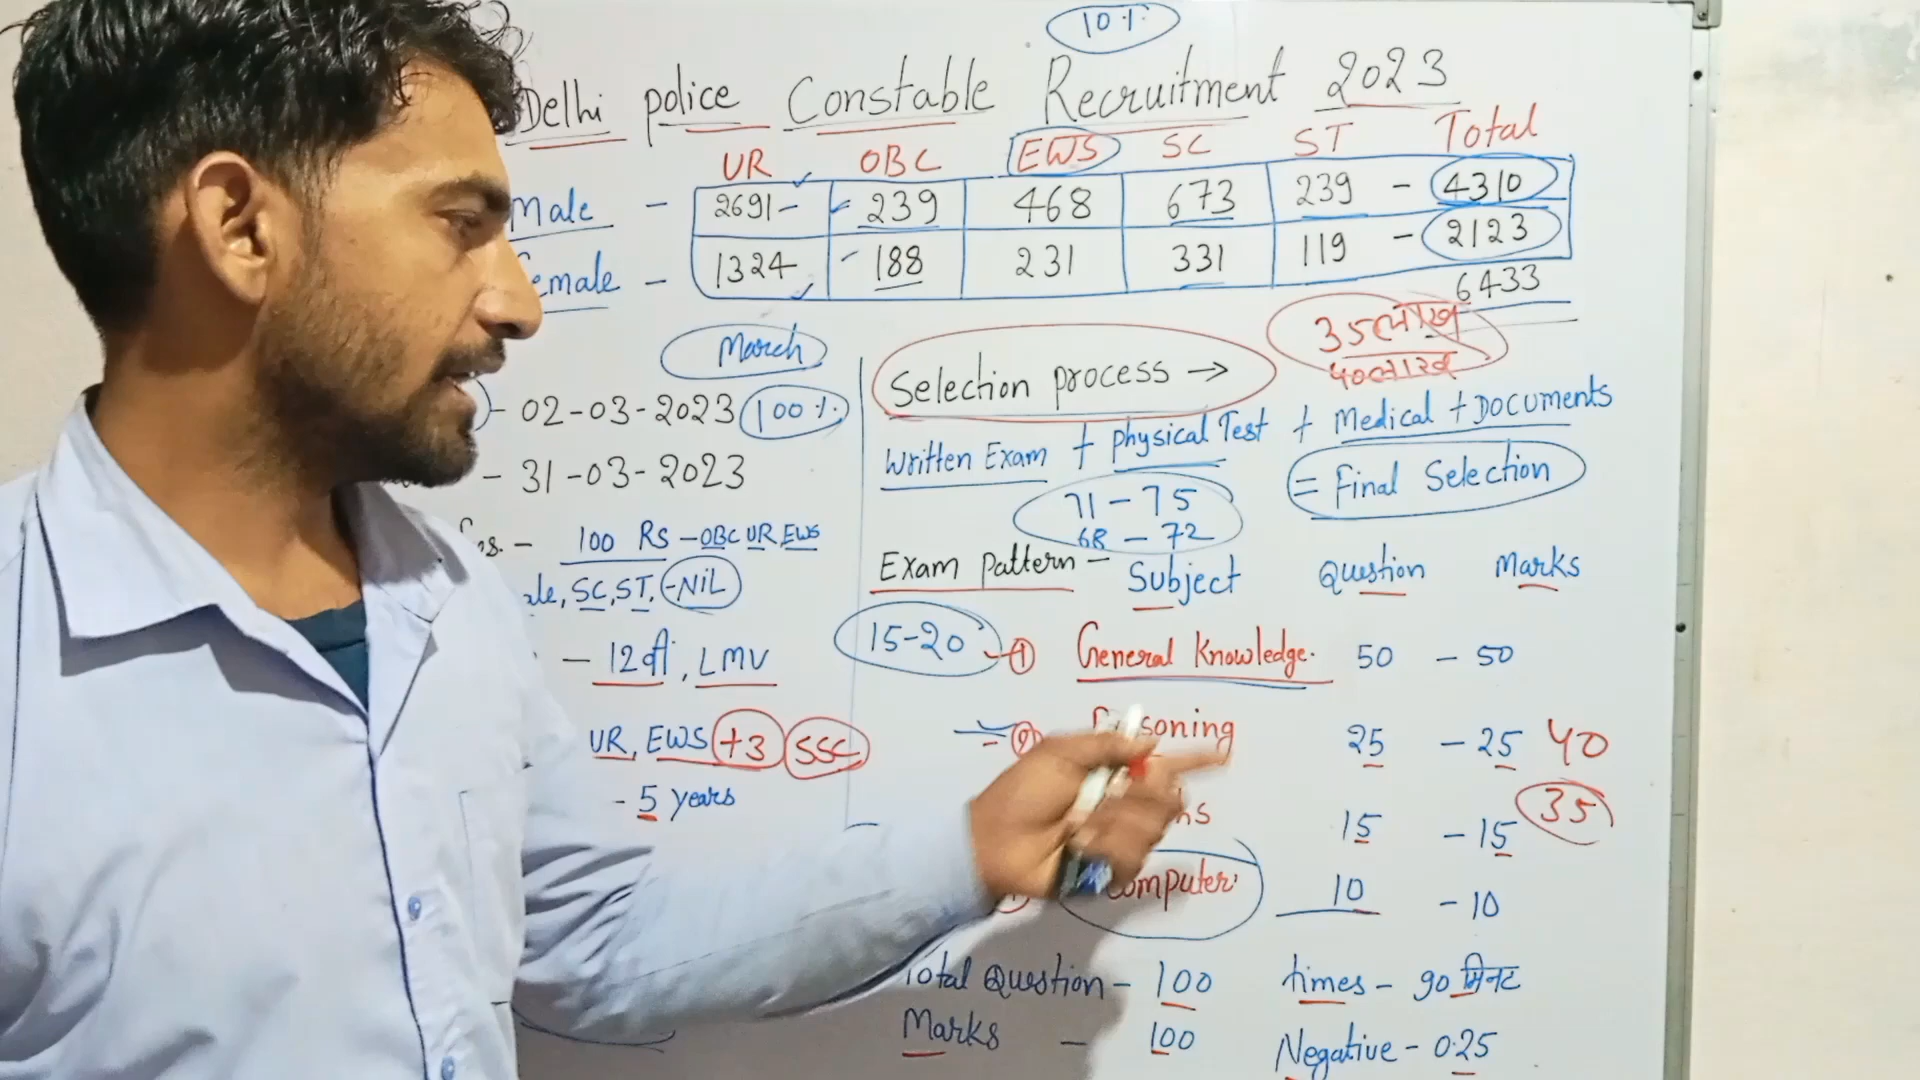 10%
Delhi police Constable Recruitment 2023
UR OBC EWS SC ST Total
Male - 2691 - 239 468 673 239 - 4310
emale - 1324 - 188 231 331 119 - 2123
6433
March
35 लाख
40 लाख
- 02-03-2023 100%
- 31-03-2023
- 100 RS - OBC UR EWS
ale, SC, ST, - NIL
- 12वी, LMV
UR, EWS +3 SSC
- 5 years
Selection process →
Written Exam + physical Test + Medical + DOCUMENTS
= Final Selection
71 - 75
68 - 72
Exam Pattern - Subject Question Marks
15-20 ① General Knowledge. 50 - 50
soning 25 - 25 40
hs 15 - 15 35
computer 10 - 10
Total Question - 100 times - 90 मिनट
Marks - 100 Negative - 0.25